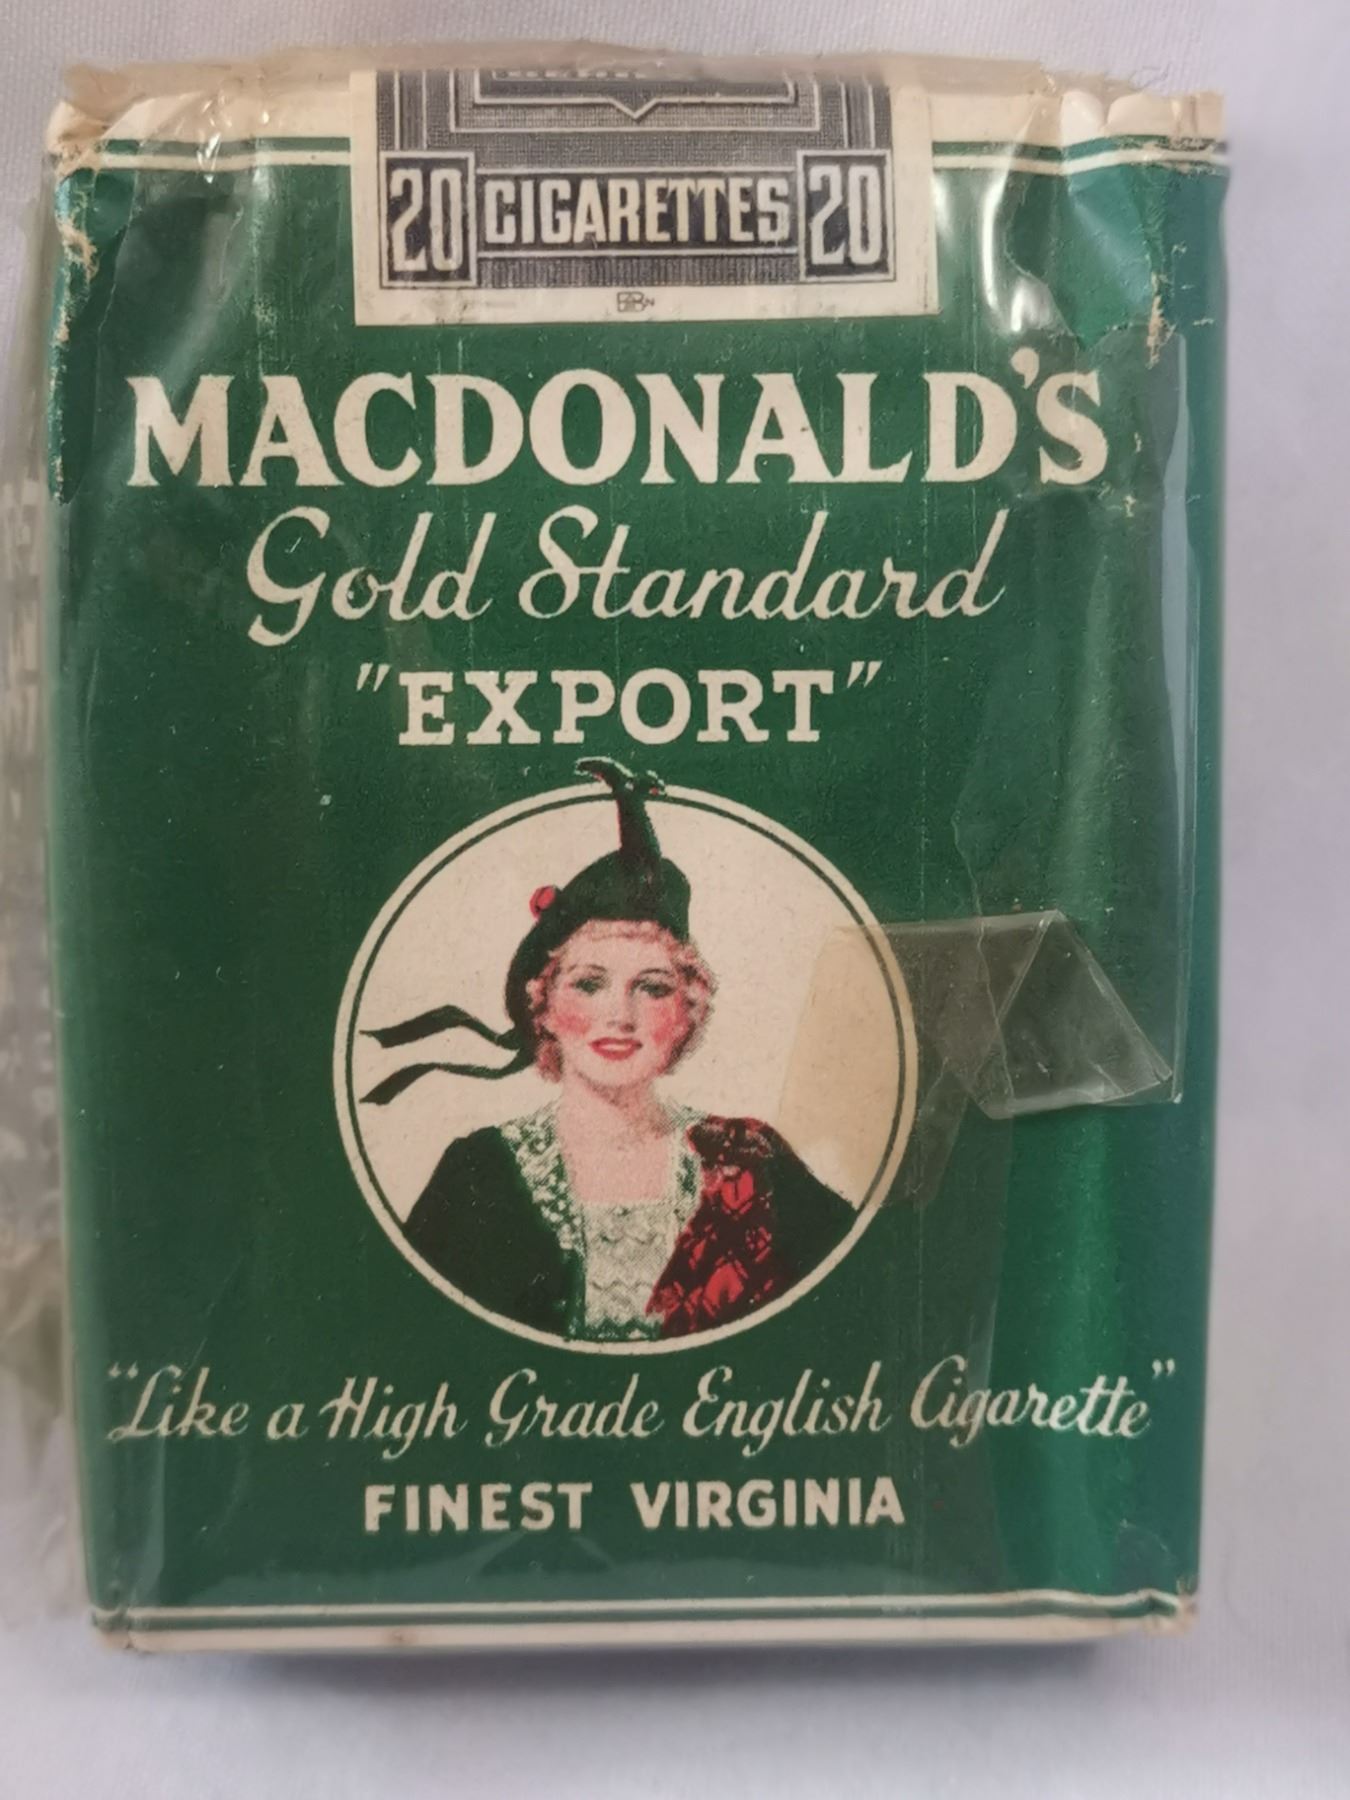 20 CIGARETTES 20
MACDONALD'S
Gold Standard
"EXPORT"
"Like a High Grade English Cigarette"
FINEST VIRGINIA